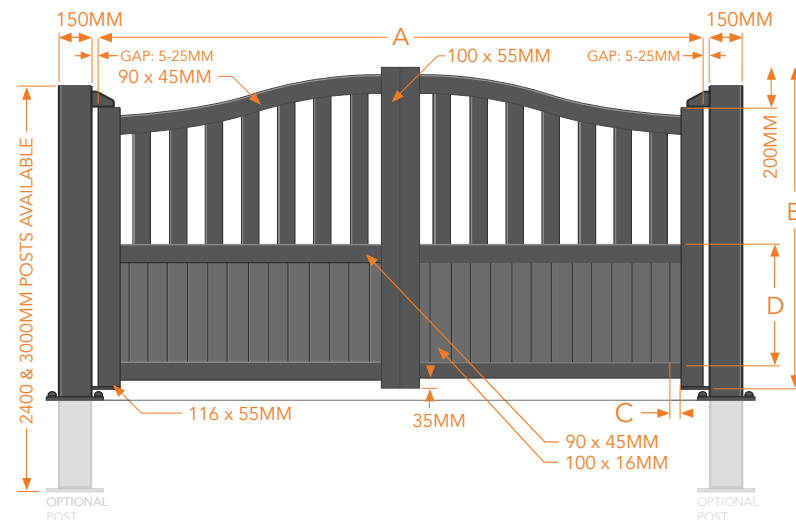 150MM
150MM
A
GAP: 5-25MM
100 x 55MM
GAP: 5-25MM
90 x 45MM
200MM
B
2400 & 3000MM POSTS AVAILABLE
D
116 x 55MM
35MM
C
90 x 45MM
100 x 16MM
OPTIONAL
POST
OPTIONAL
POST